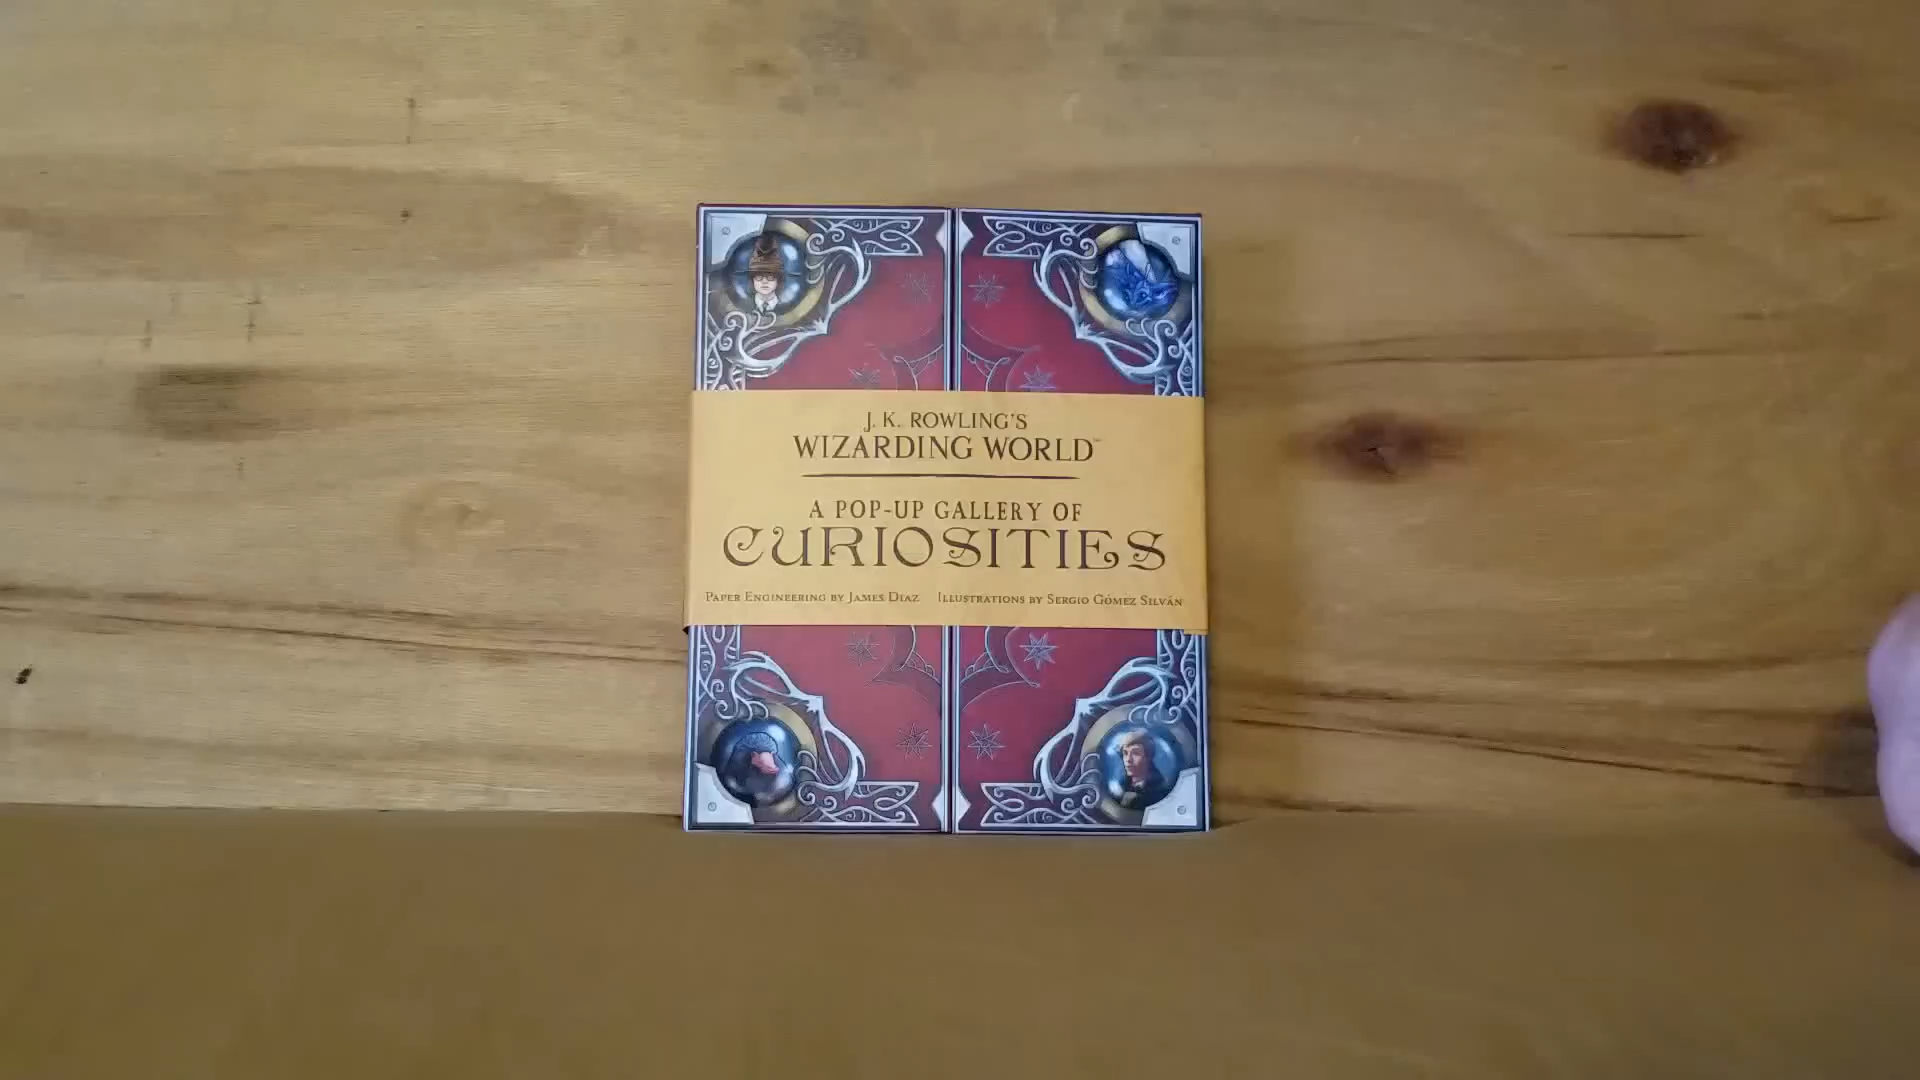 J. K. ROWLING'S
WIZARDING WORLD™
A POP-UP GALLERY OF
CURIOSITIES
PAPER ENGINEERING BY JAMES DIAZ ILLUSTRATIONS BY SERGIO GÓMEZ SILVÁN